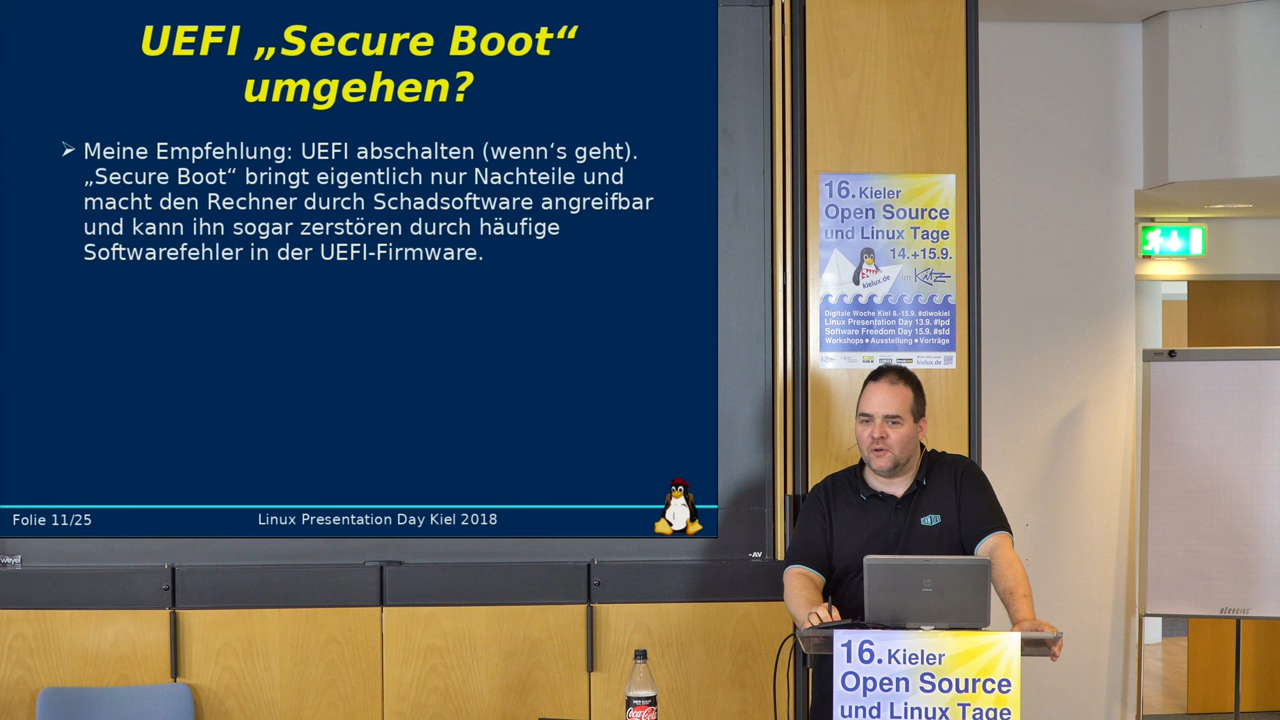 UEFI „Secure Boot“
umgehen?
Meine Empfehlung: UEFI abschalten (wenn‘s geht).
„Secure Boot“ bringt eigentlich nur Nachteile und
macht den Rechner durch Schadsoftware angreifbar
und kann ihn sogar zerstören durch häufige
Softwarefehler in der UEFI-Firmware.
Folie 11/25
Linux Presentation Day Kiel 2018
weyel
-AV
16. Kieler
Open Source
und Linux Tage
14.+15.9.
kielux.de
im KITZ
Digitale Woche Kiel 8.-15.9. #diwokiel
Linux Presentation Day 13.9. #lpd
Software Freedom Day 15.9. #sfd
Workshops • Ausstellung • Vorträge
kielux.de
Coca-Cola
16. Kieler
Open Source
und Linux Tage